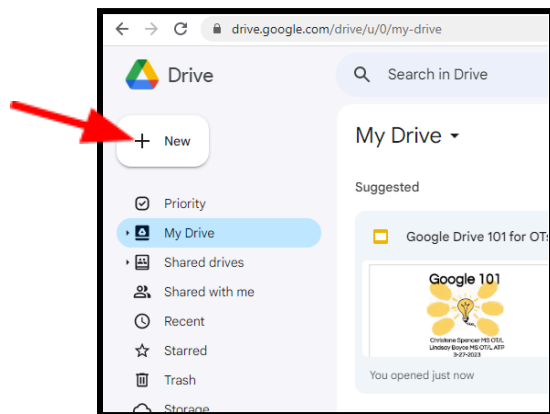 drive.google.com/drive/u/0/my-drive
Drive
Search in Drive
New
My Drive
Suggested
Priority
My Drive
Shared drives
Shared with me
Recent
Starred
Trash
Storage
Google Drive 101 for OTs
Google 101
Christiene Spencer MS OT/L
Lindsey Boyce MS OT/L ATP
3-27-2023
You opened just now